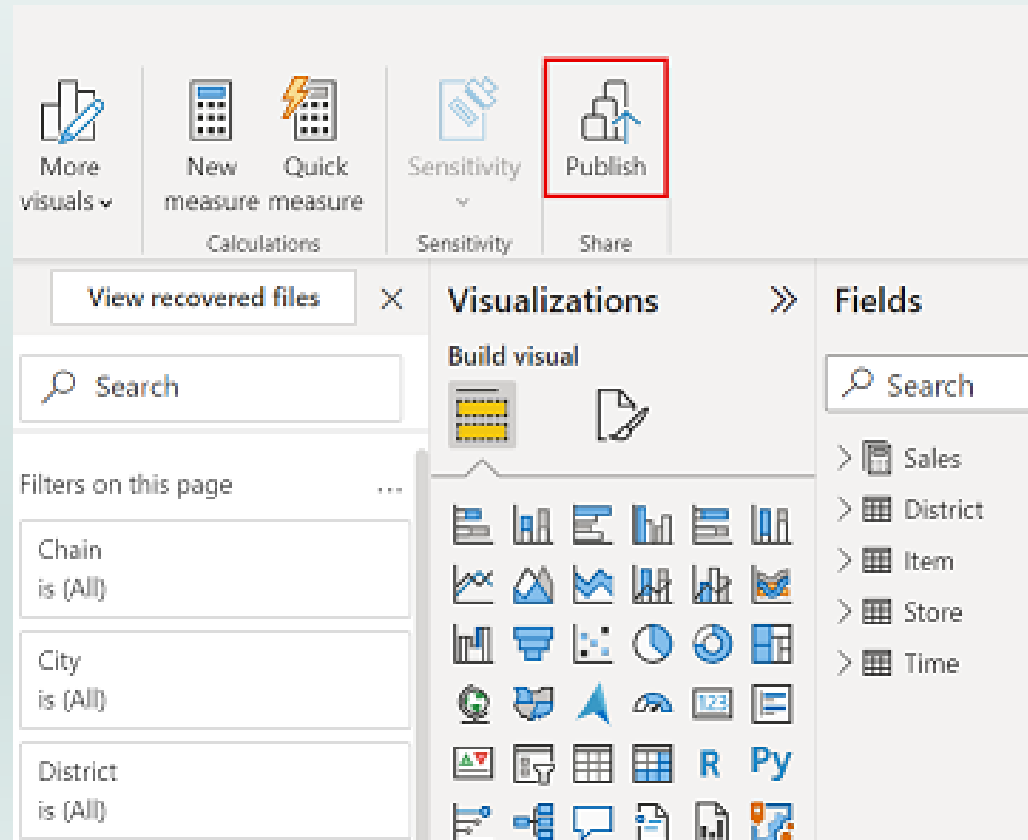 More
visuals
New
measure
Quick
measure
Calculations
Sensitivity
Sensitivity
Publish
Share
View recovered files
Search
Filters on this page
...
Chain
is (All)
City
is (All)
District
is (All)
Visualizations
Build visual
123
R
Py
Fields
Search
Sales
District
Item
Store
Time